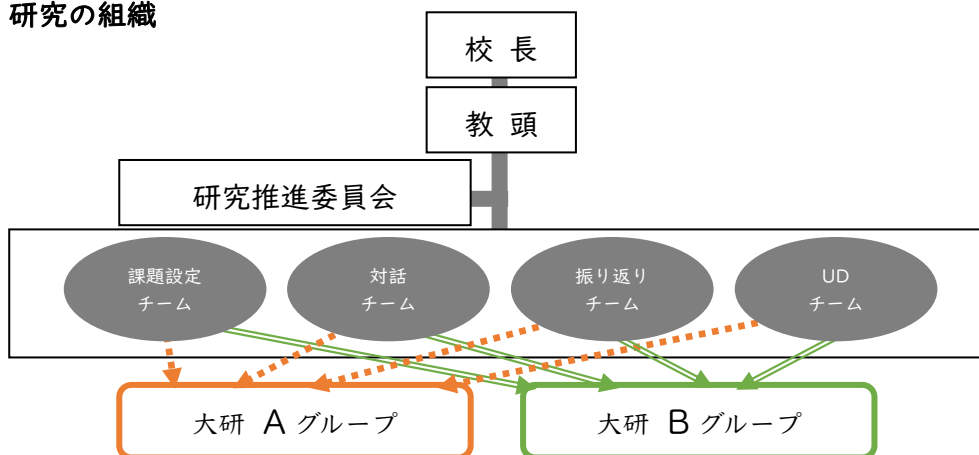 研究の組織
校 長
教 頭
研究推進委員会
課題設定
チーム
対話
チーム
振り返り
チーム
UD
チーム
大研 A グループ
大研 B グループ